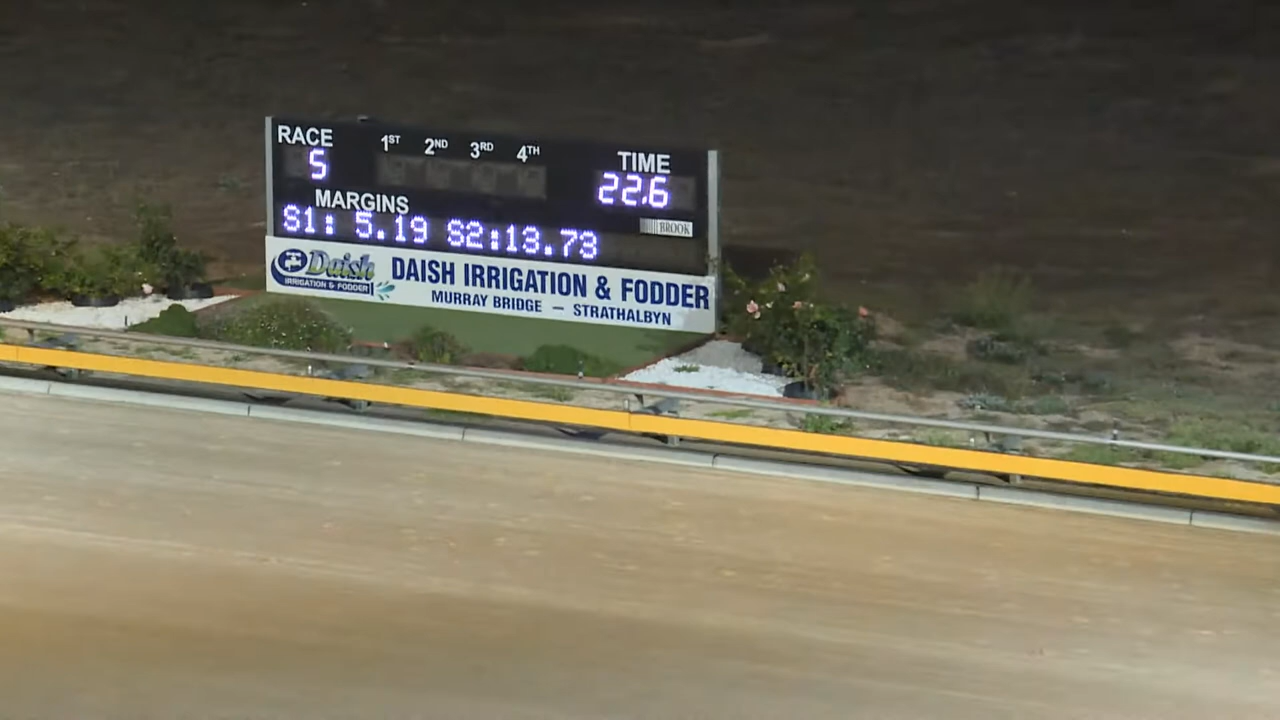 RACE 1ST 2ND 3RD 4TH TIME
5 22.6
MARGINS
S1: 5.19 S2:13.73
BROOK
Daish
IRRIGATION & FODDER
DAISH IRRIGATION & FODDER
MURRAY BRIDGE – STRATHALBYN